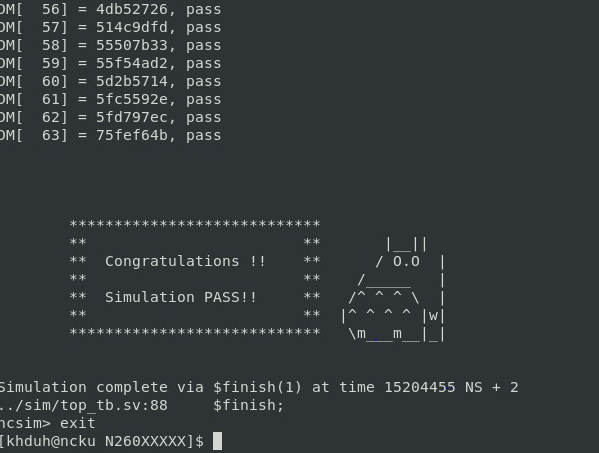 DM[  56] = 4db52726, pass
DM[  57] = 514c9dfd, pass
DM[  58] = 55507b33, pass
DM[  59] = 55f54ad2, pass
DM[  60] = 5d2b5714, pass
DM[  61] = 5fc5592e, pass
DM[  62] = 5fd797ec, pass
DM[  63] = 75fef64b, pass
        ****************************
        **                        **       |__||
        **  Congratulations !!    **      / O.O  |
        **                        **    /_____   |
        **  Simulation PASS!!     **   /^ ^ ^ \  |
        **                        **  |^ ^ ^ ^ |w|
        ****************************   \m___m__|_|
Simulation complete via $finish(1) at time 15204455 NS + 2
../sim/top_tb.sv:88     $finish;
ncsim> exit
[khduh@ncku N260XXXXX]$